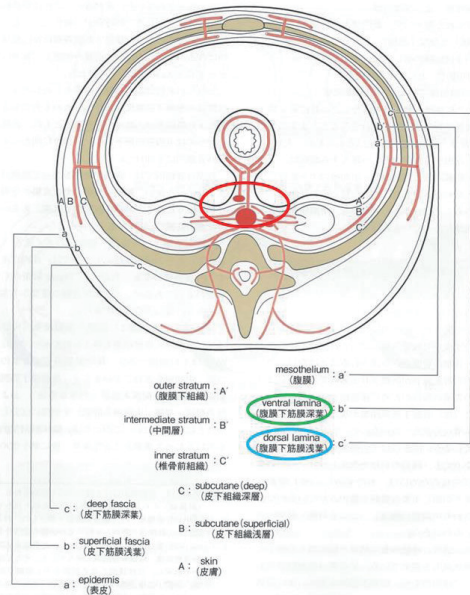 c'
b'
a'
A B C
A
B
C
a
b
c
mesothelium : a'
(腹膜)
outer stratum : A'
(腹膜下組織)
ventral lamina : b'
(腹膜下筋膜深葉)
intermediate stratum : B'
(中間層)
dorsal lamina : c'
(腹膜下筋膜浅葉)
inner stratum : C'
(椎骨前組織)
C : subcutane(deep)
(皮下組織深層)
c : deep fascia
(皮下筋膜深葉)
B : subcutane(superficial)
(皮下組織浅層)
b : superficial fascia
(皮下筋膜浅葉)
A : skin
(皮膚)
a : epidermis
(表皮)